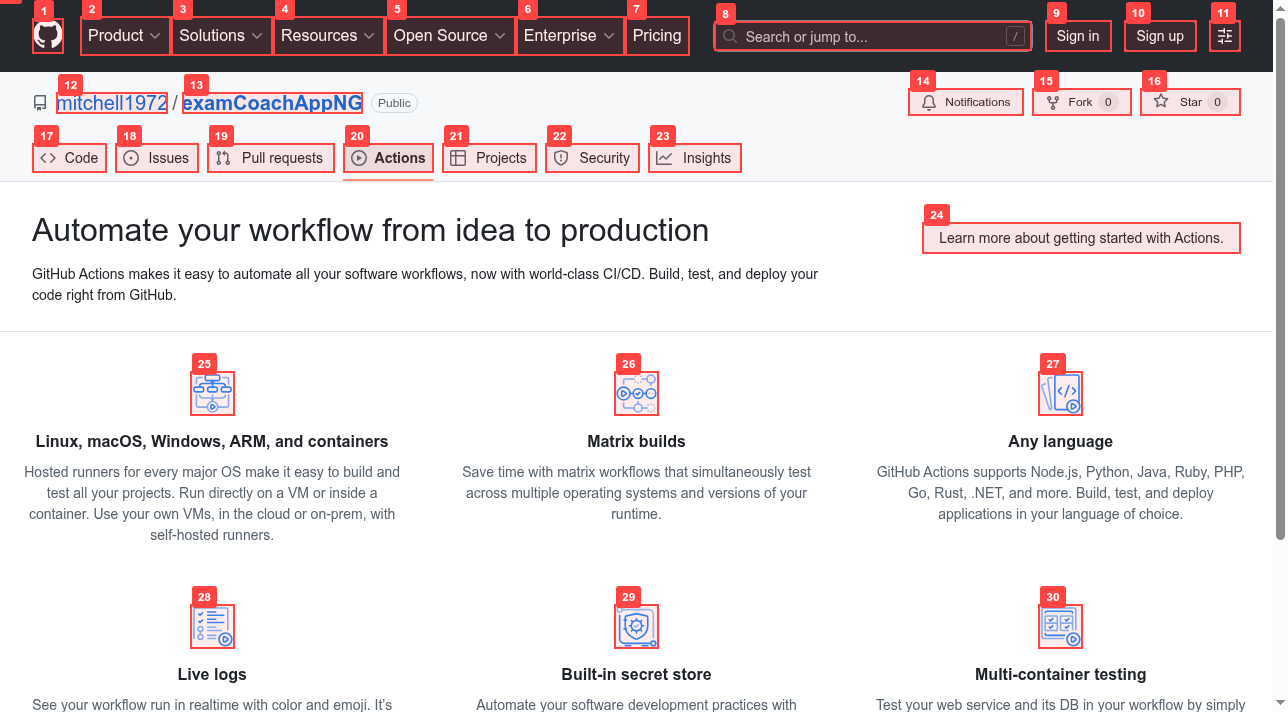 1 2 3 4 5 6 7 8 9 10 11
Product Solutions Resources Open Source Enterprise Pricing Search or jump to... / Sign in Sign up
12 13 14 15 16
mitchell1972 / examCoachAppNG Public Notifications Fork 0 Star 0
17 18 19 20 21 22 23
Code Issues Pull requests Actions Projects Security Insights
24
Automate your workflow from idea to production
Learn more about getting started with Actions.
GitHub Actions makes it easy to automate all your software workflows, now with world-class CI/CD. Build, test, and deploy your
code right from GitHub.
25
Linux, macOS, Windows, ARM, and containers
Hosted runners for every major OS make it easy to build and
test all your projects. Run directly on a VM or inside a
container. Use your own VMs, in the cloud or on-prem, with
self-hosted runners.
26
Matrix builds
Save time with matrix workflows that simultaneously test
across multiple operating systems and versions of your
runtime.
27
Any language
GitHub Actions supports Node.js, Python, Java, Ruby, PHP,
Go, Rust, .NET, and more. Build, test, and deploy
applications in your language of choice.
28
Live logs
See your workflow run in realtime with color and emoji. It's
29
Built-in secret store
Automate your software development practices with
30
Multi-container testing
Test your web service and its DB in your workflow by simply